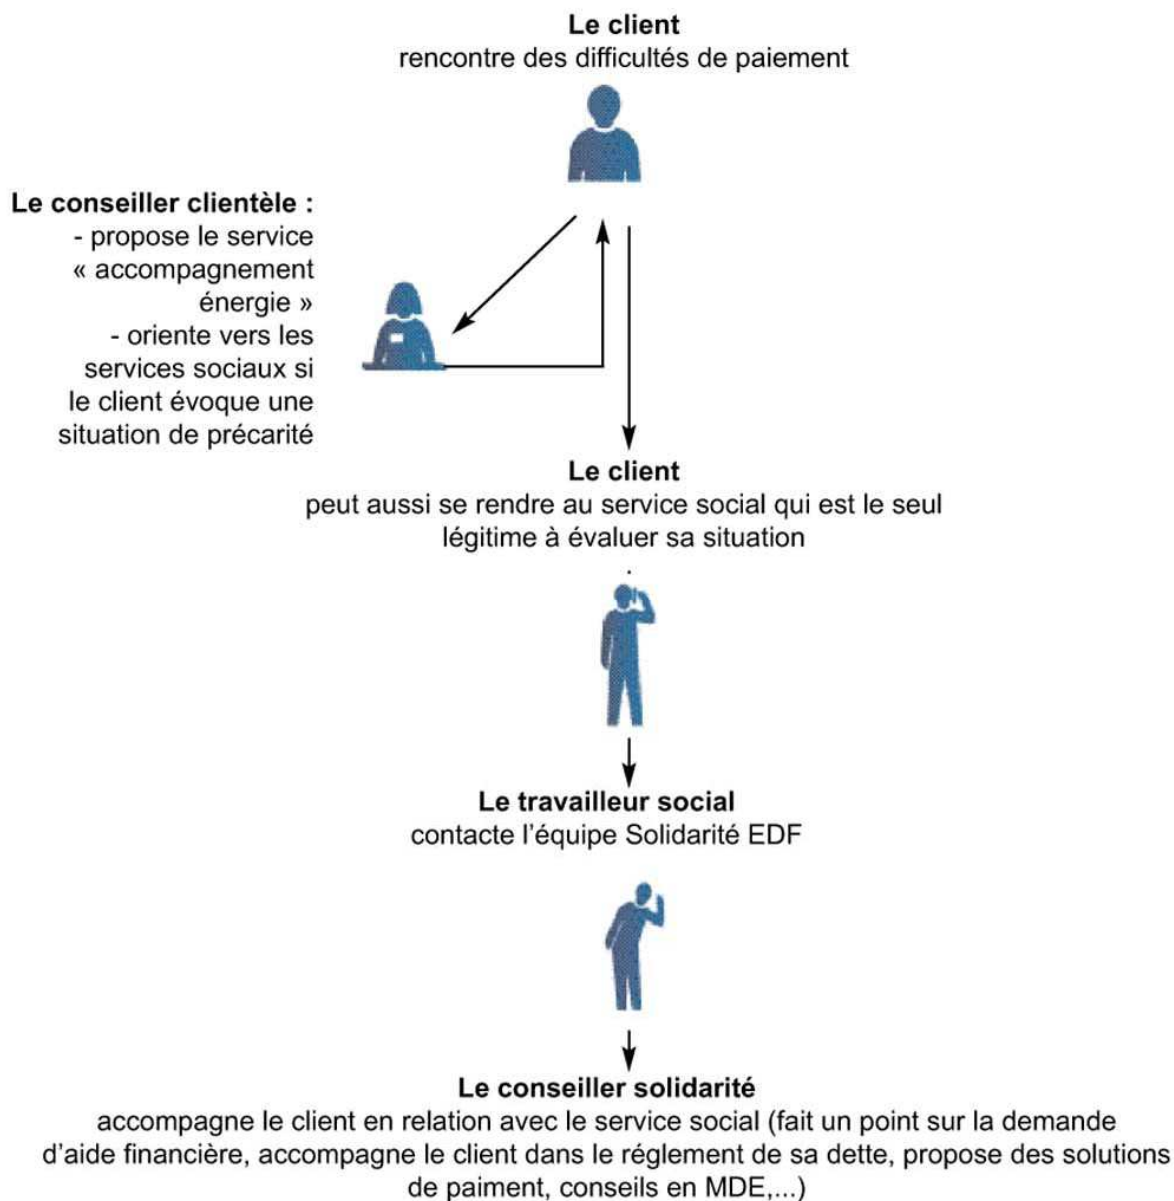 Le client
rencontre des difficultés de paiement
Le conseiller clientèle :
- propose le service
« accompagnement
énergie »
- oriente vers les
services sociaux si
le client évoque une
situation de précarité
Le client
peut aussi se rendre au service social qui est le seul
légitime à évaluer sa situation
.
Le travailleur social
contacte l'équipe Solidarité EDF
Le conseiller solidarité
accompagne le client en relation avec le service social (fait un point sur la demande
d'aide financière, accompagne le client dans le réglement de sa dette, propose des solutions
de paiment, conseils en MDE,...)